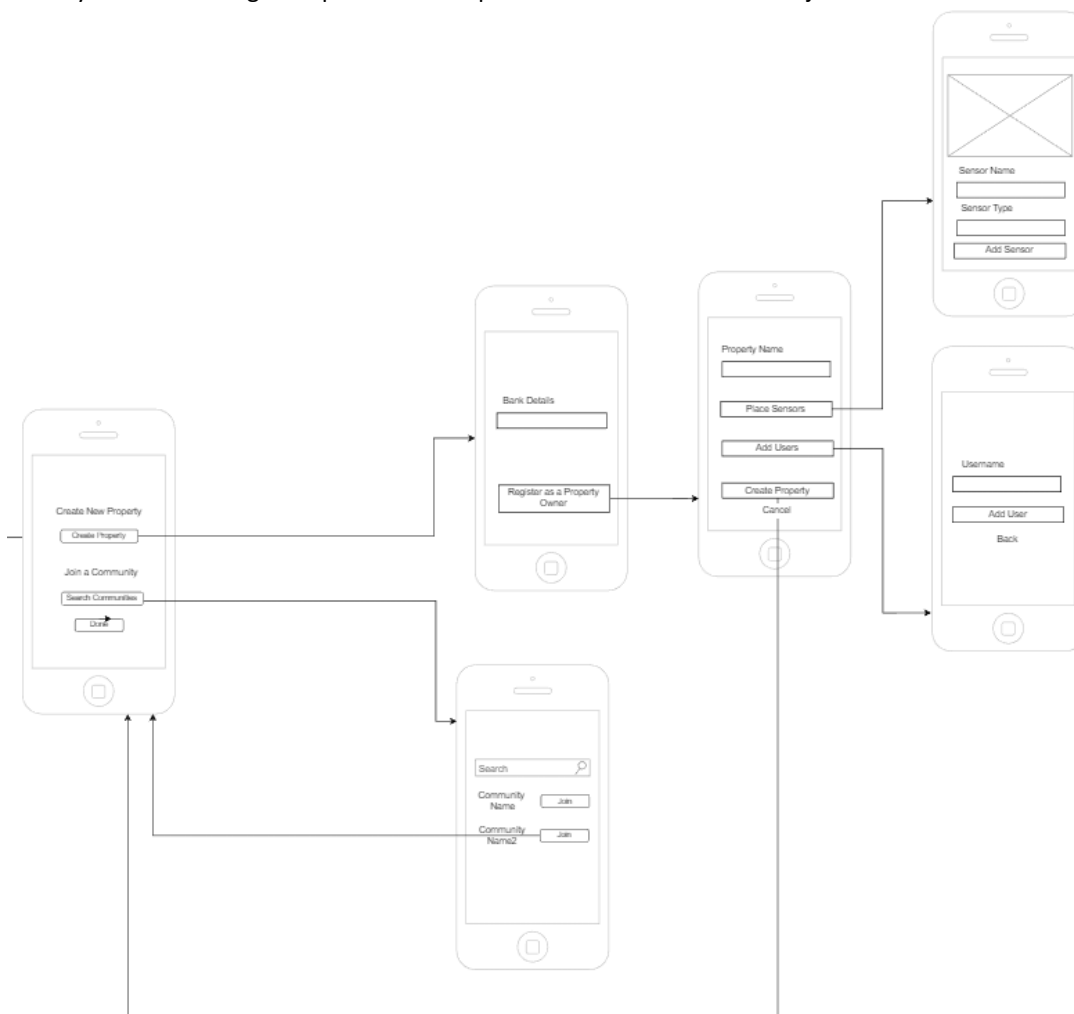 Sensor Name
Sensor Type
Add Sensor
Property Name
Place Sensors
Add Users
Create Property
Cancel
Bank Details
Register as a Property
Owner
Username
Add User
Back
Create New Property
Create Property
Join a Community
Search Communities
Done
Search
Community
Name
Join
Community
Name2
Join